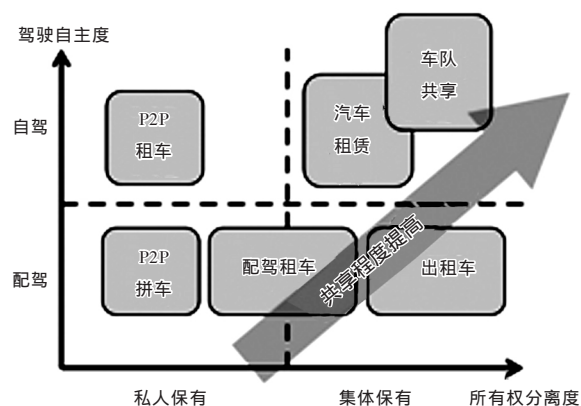 驾驶自主度
车队
共享
自驾
P2P
租车
汽车
租赁
配驾
P2P
拼车
配驾租车
共享程度提高
出租车
私人保有
集体保有
所有权分离度